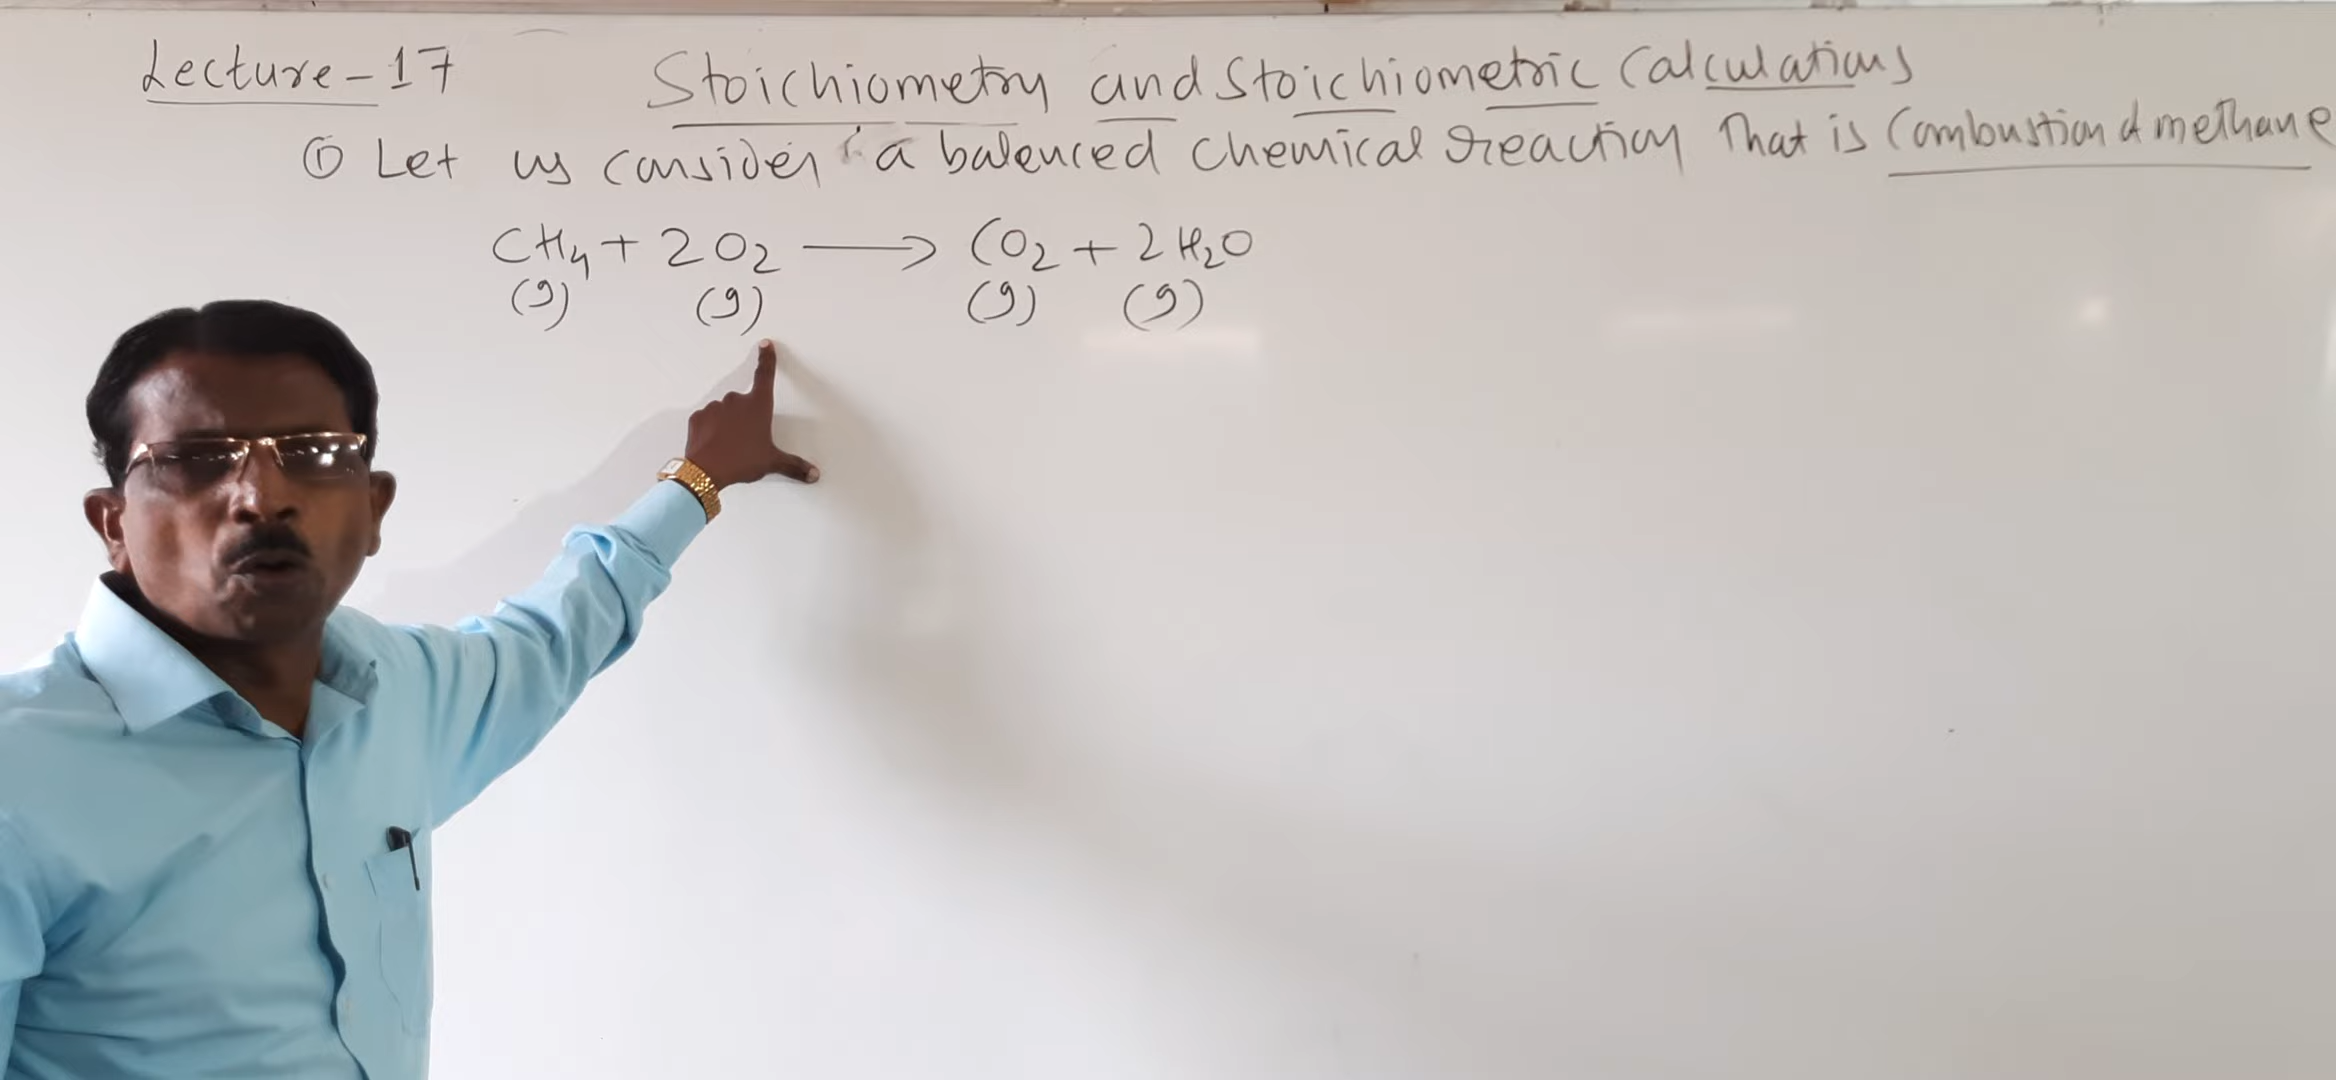 Lecture-17 Stoichiometry and Stoichiometric Calculations
① Let us consider a balenced chemical reaction That is Combustion of methane
CH₄ + 2O₂ ⟶ CO₂ + 2H₂O
(g) (g) (g) (g)